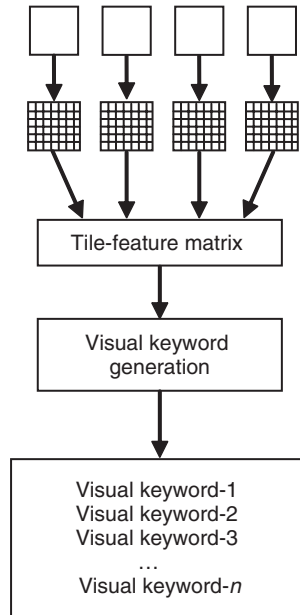 Tile-feature matrix
Visual keyword
generation
Visual keyword-1
Visual keyword-2
Visual keyword-3
...
Visual keyword-n